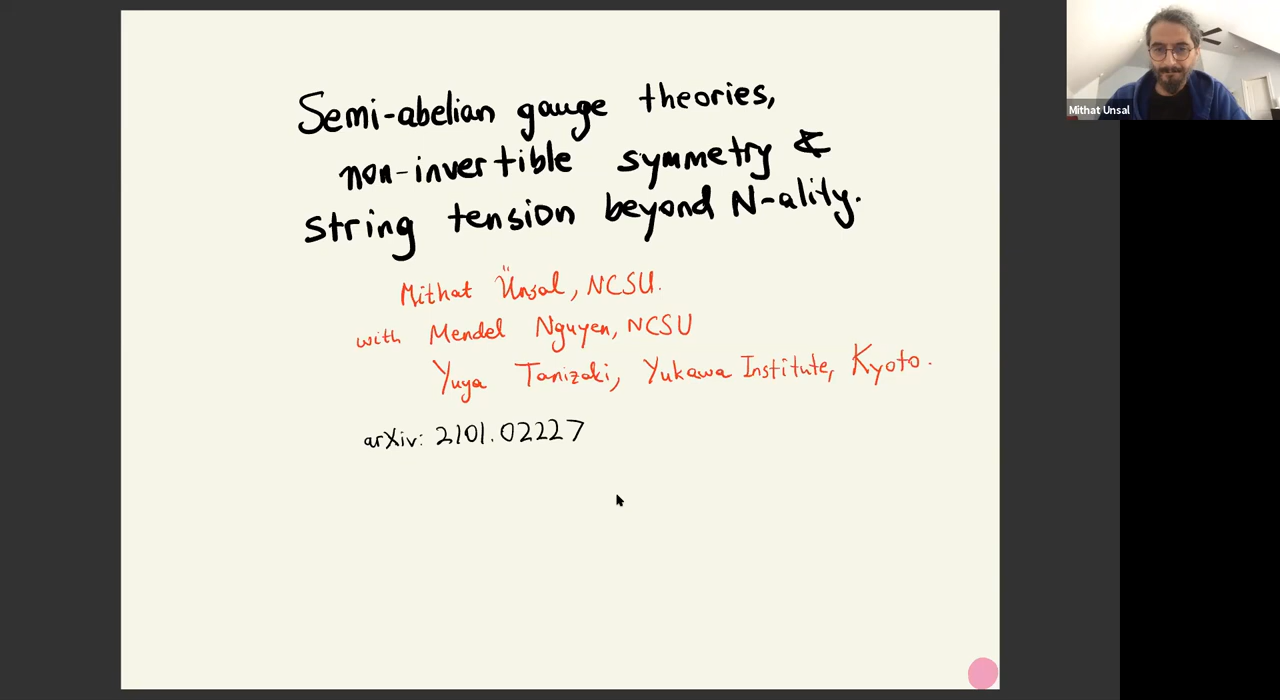 Semi-abelian gauge theories,
non-invertible symmetry &
string tension beyond N-ality.
Mithat Ünsal, NCSU.
with Mendel Nguyen, NCSU
Yuya Tanizaki, Yukawa Institute, Kyoto.
arXiv: 2101.02227
Mithat Unsal